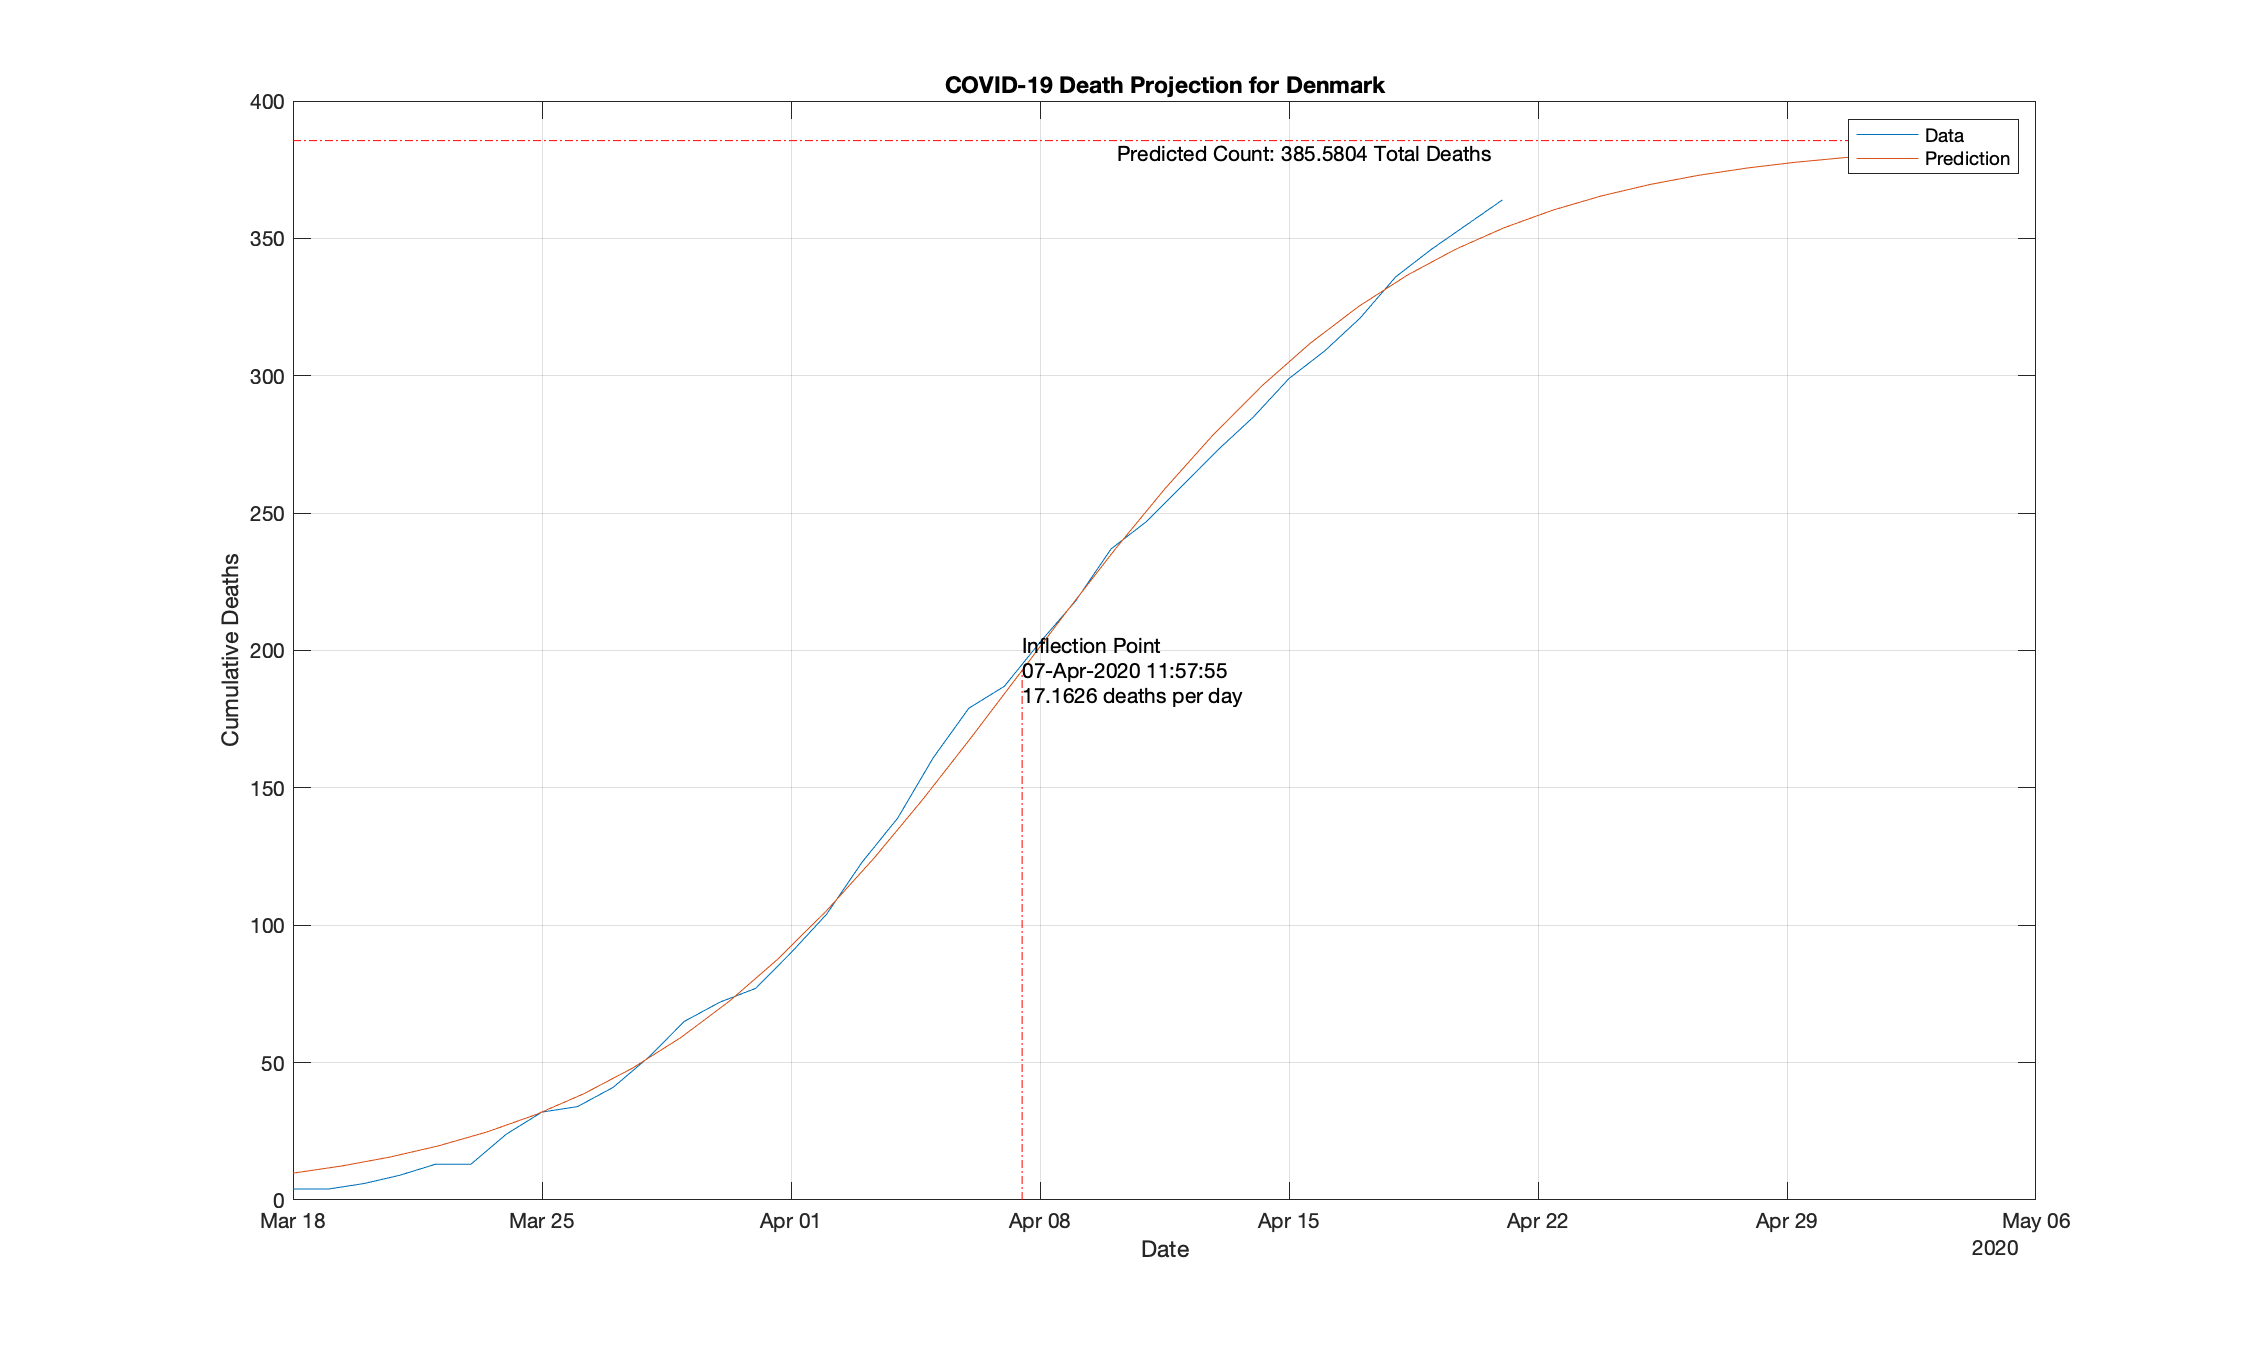 COVID-19 Death Projection for Denmark
400
Data
Prediction
Predicted Count: 385.5804 Total Deaths
350
300
250
200
150
100
50
0
Cumulative Deaths
Inflection Point
07-Apr-2020 11:57:55
17.1626 deaths per day
Mar 18 Mar 25 Apr 01 Apr 08 Apr 15 Apr 22 Apr 29 May 06
Date
2020